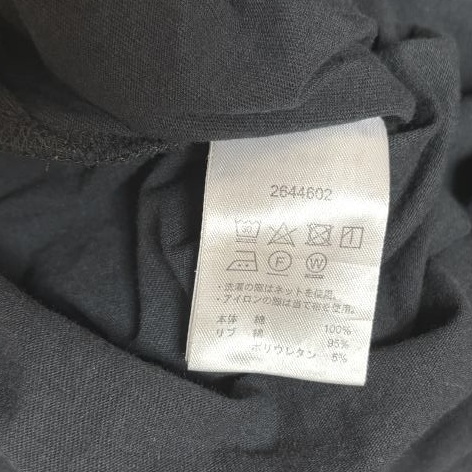 2644602
30
F W
・洗濯の際はネットを使用。
・アイロンの際は当て布を使用。
本体 綿 100%
リブ 綿 95%
ポリウレタン 5%